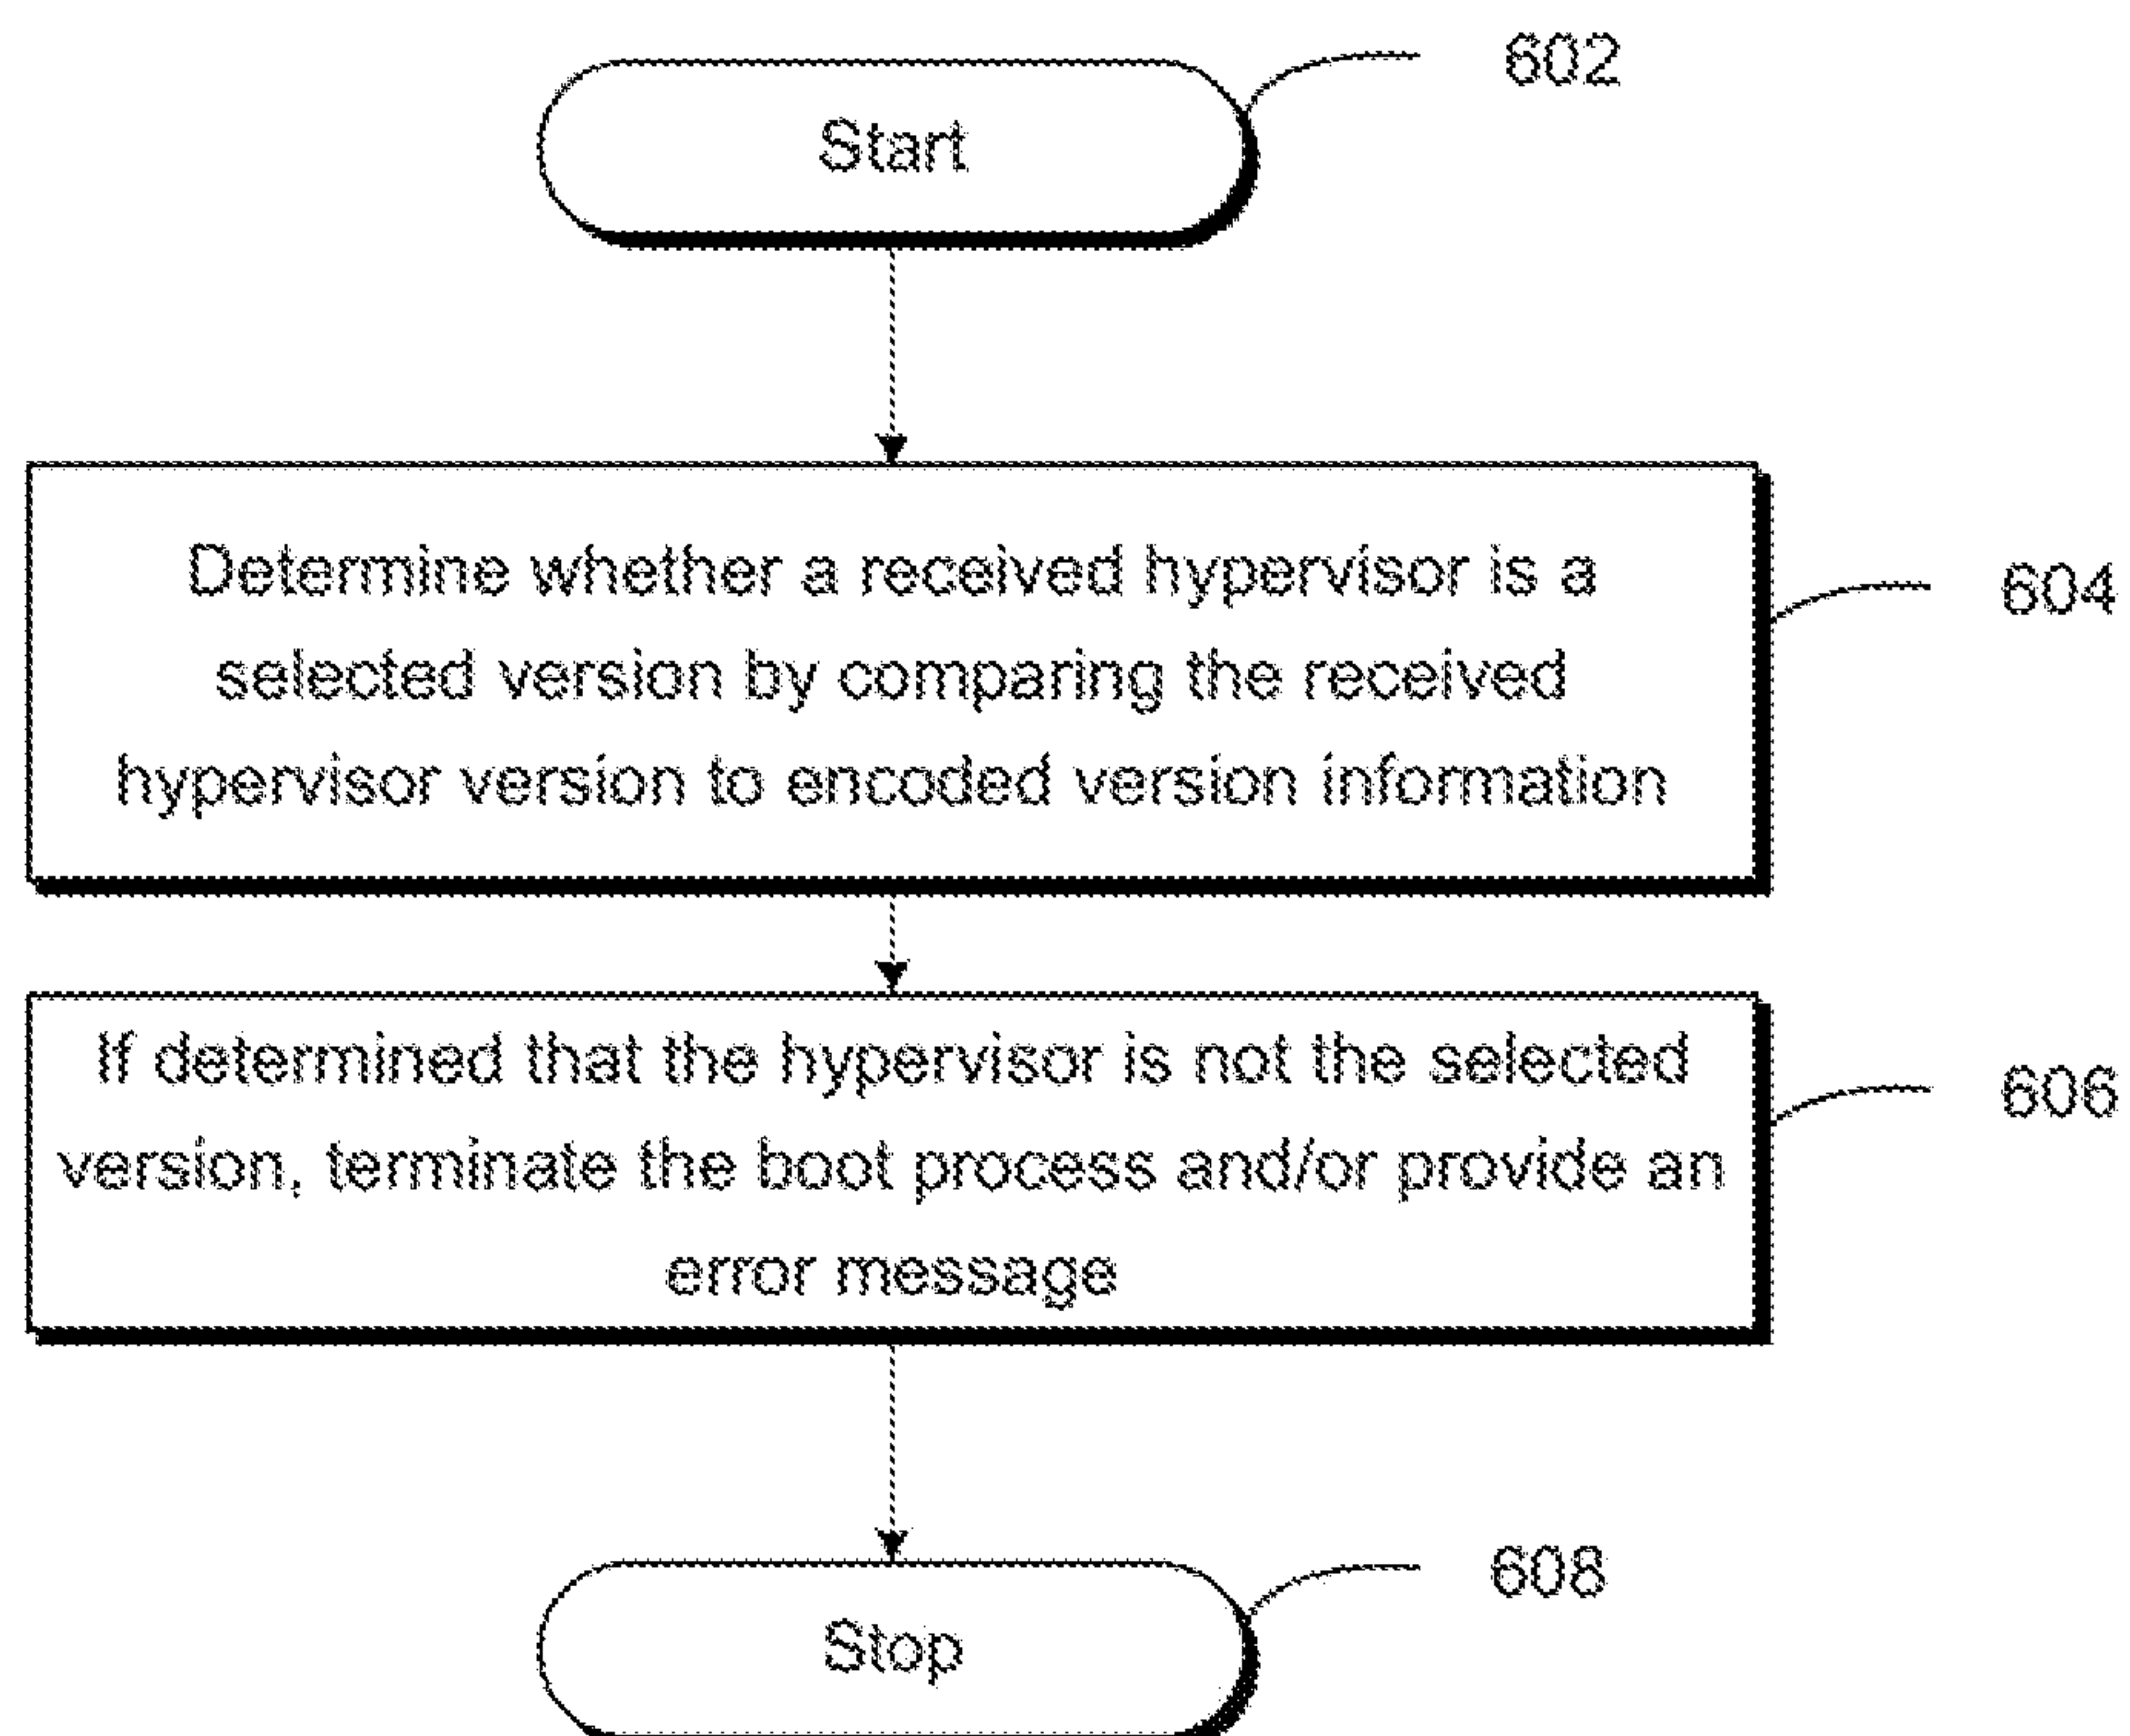 602
Start
Determine whether a received hypervisor is a
604
selected version by comparing the received
hypervisor version to encoded version information
If determined that the hypervisor is not the selected
606
version, terminate the boot process and/or provide an
error message
608
Stop